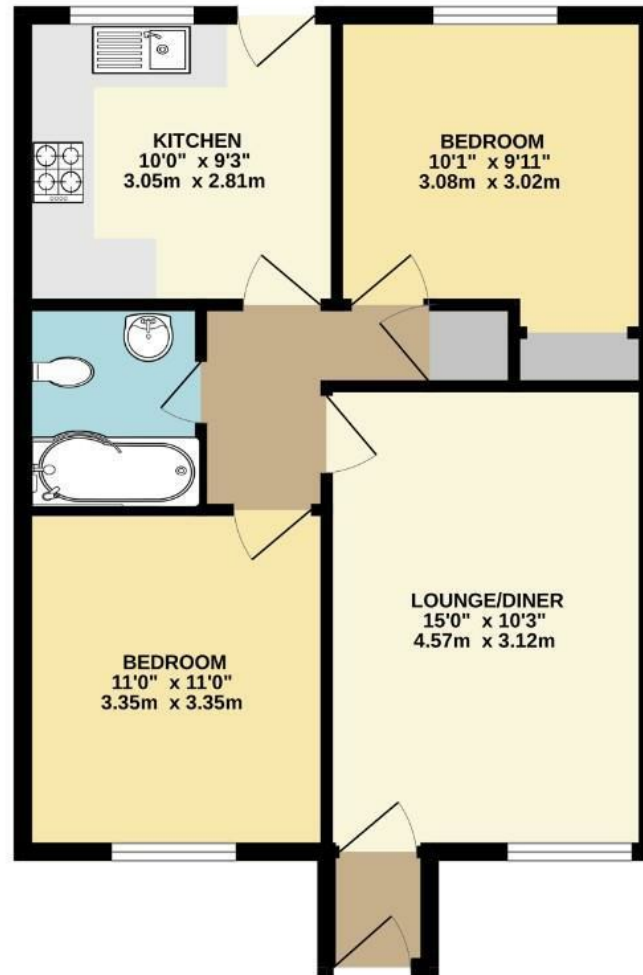 KITCHEN
10'0" x 9'3"
3.05m x 2.81m
BEDROOM
10'1" x 9'11"
3.08m x 3.02m
LOUNGE/DINER
15'0" x 10'3"
4.57m x 3.12m
BEDROOM
11'0" x 11'0"
3.35m x 3.35m